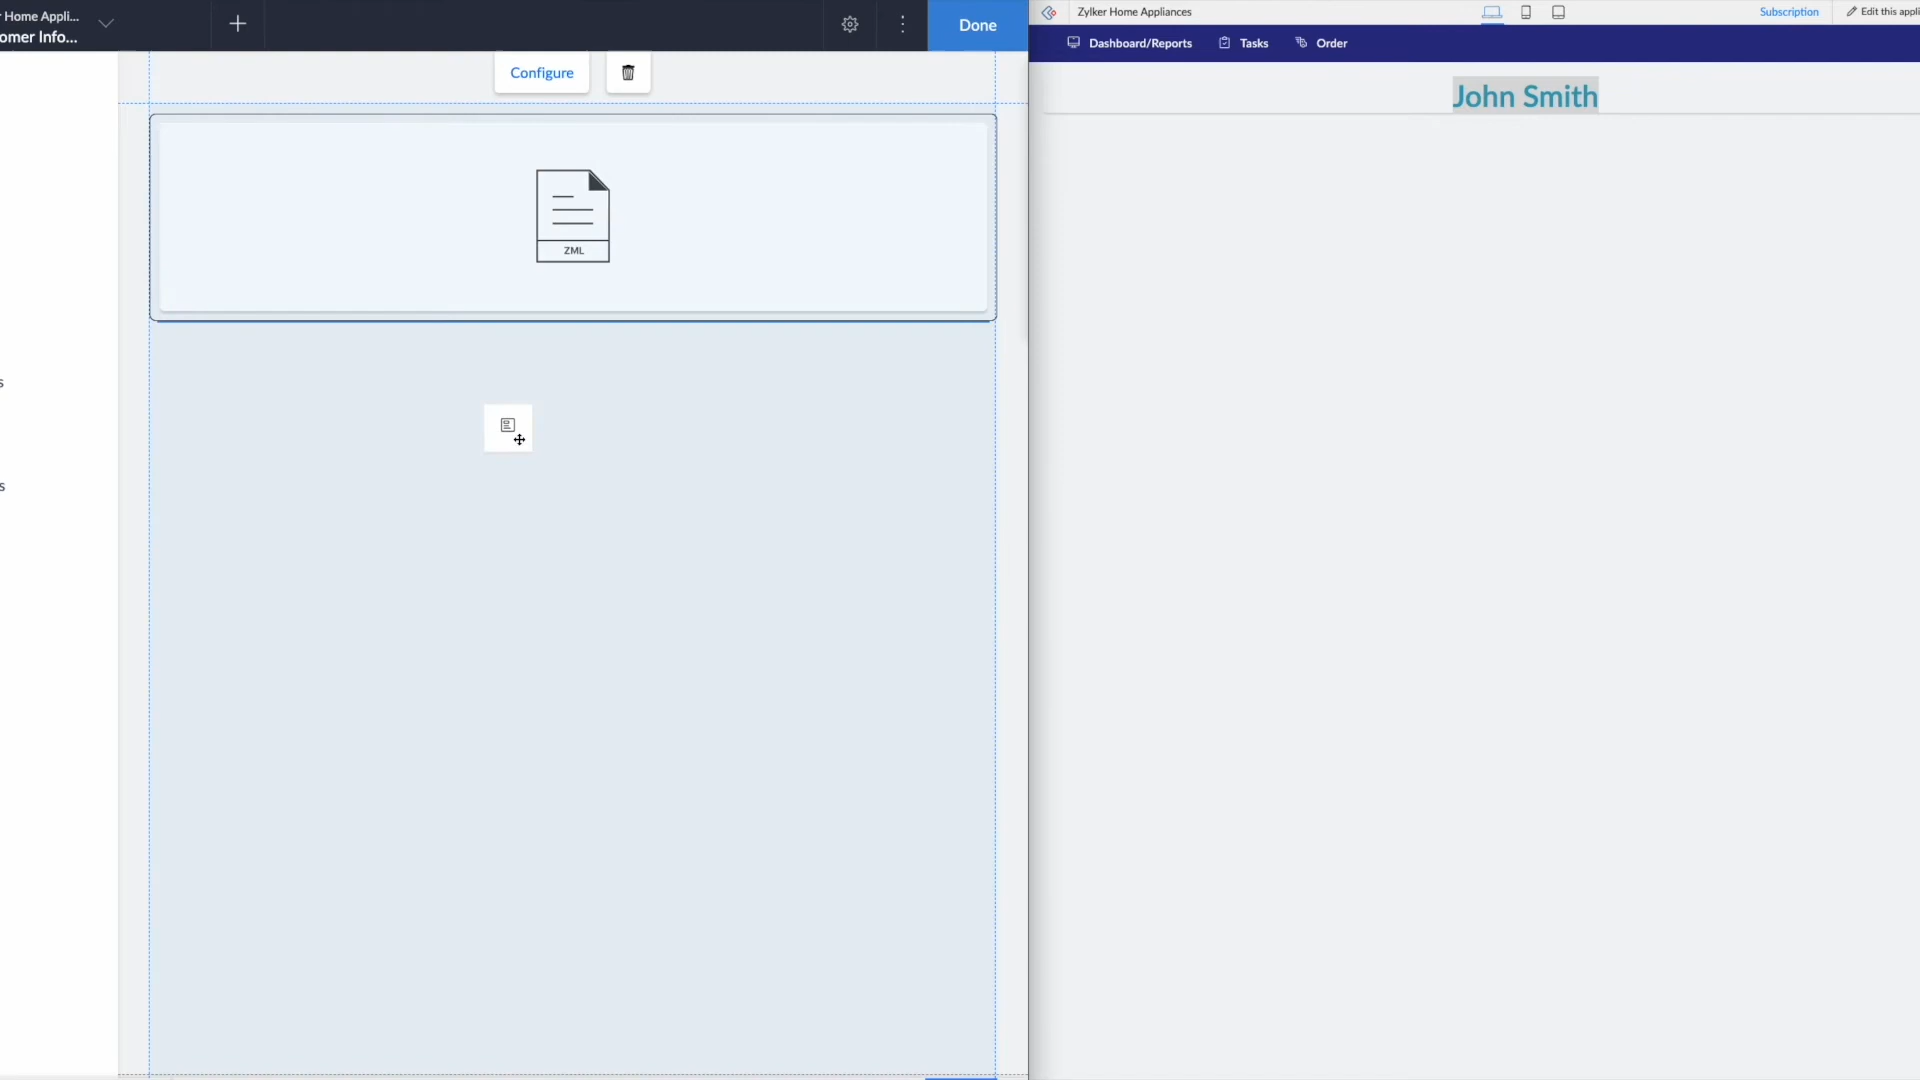 r Home Appli...
omer Info...
Done
Configure
ZML
s
s
Zylker Home Appliances
Subscription
Edit this appli
Dashboard/Reports
Tasks
Order
John Smith